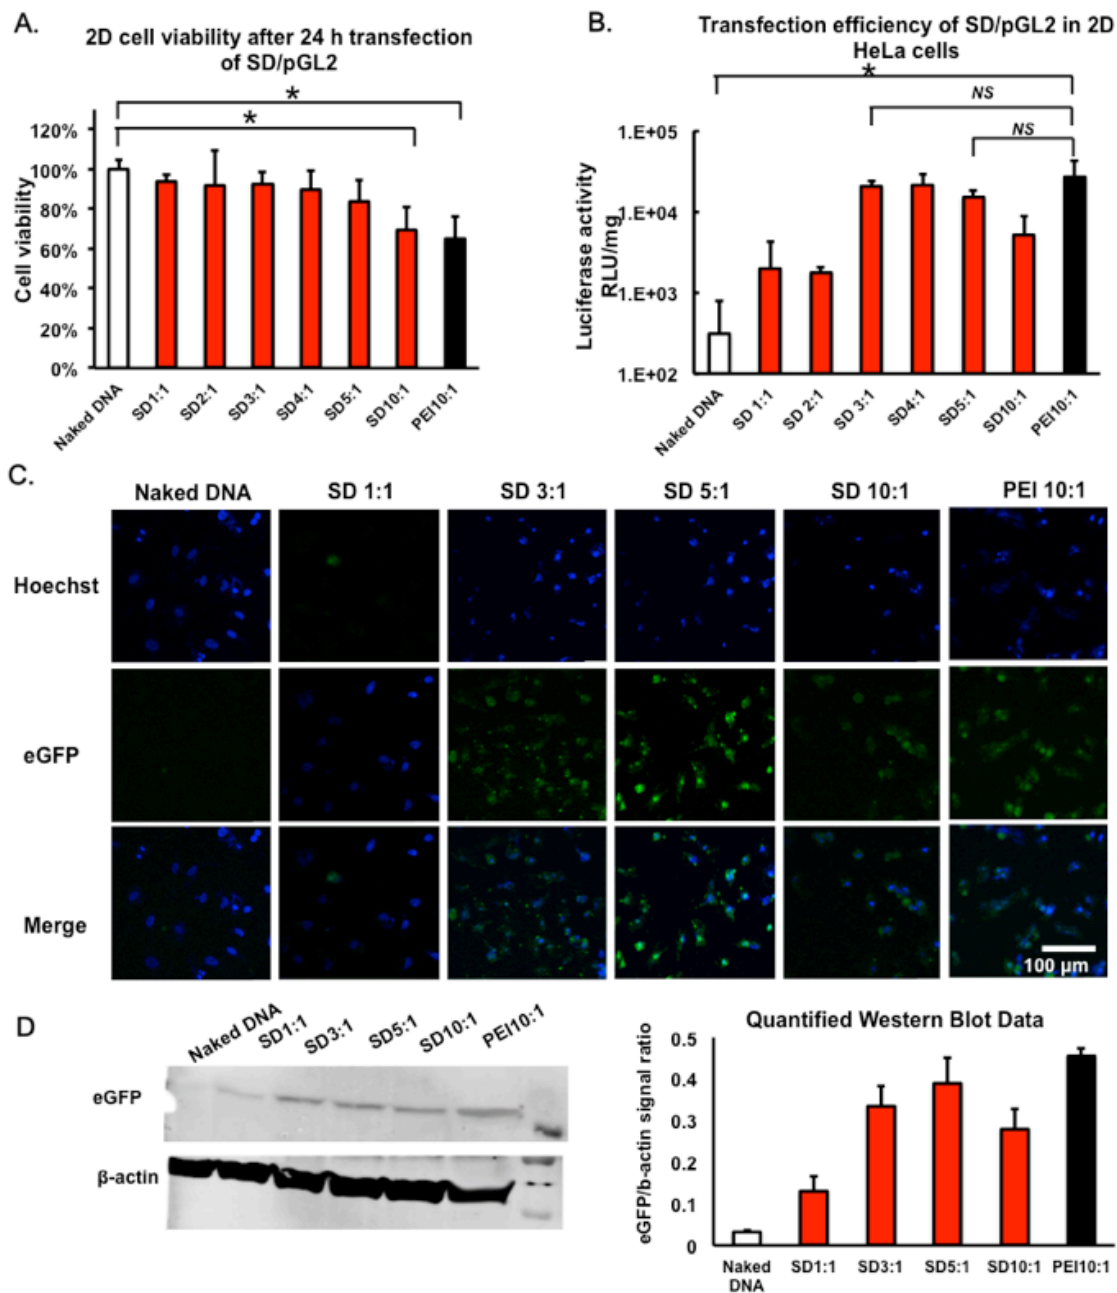 A.
2D cell viability after 24 h transfection
of SD/pGL2
*
*
Cell viability
120%
100%
80%
60%
40%
20%
0%
Naked DNA
SD1:1
SD2:1
SD3:1
SD4:1
SD5:1
SD10:1
PEI10:1
B.
Transfection efficiency of SD/pGL2 in 2D
HeLa cells
*
NS
NS
Luciferase activity
RLU/mg
1.E+05
1.E+04
1.E+03
1.E+02
Naked DNA
SD 1:1
SD 2:1
SD 3:1
SD4:1
SD5:1
SD10:1
PEI10:1
C.
Naked DNA SD 1:1 SD 3:1 SD 5:1 SD 10:1 PEI 10:1
Hoechst
eGFP
Merge
100 µm
D
Naked DNA
SD1:1
SD3:1
SD5:1
SD10:1
PEI10:1
eGFP
β-actin
Quantified Western Blot Data
eGFP/b-actin signal ratio
0.5
0.4
0.3
0.2
0.1
0
Naked
DNA
SD1:1
SD3:1
SD5:1
SD10:1
PEI10:1